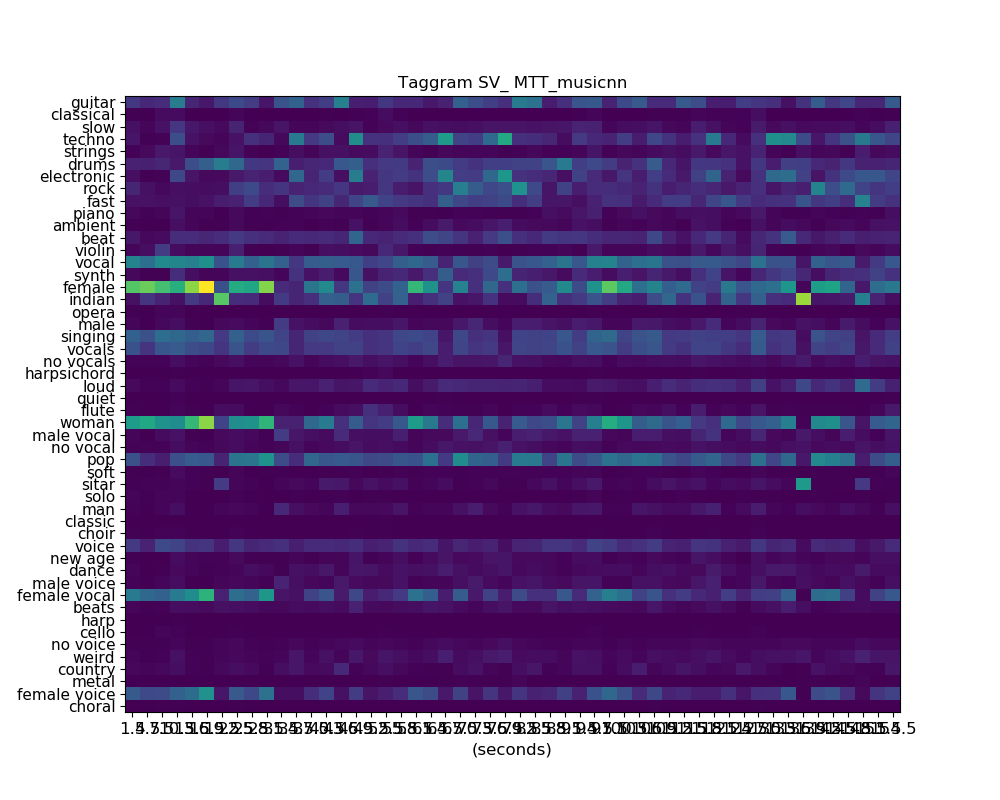 Taggram SV_ MTT_musicnn
guitar
classical
slow
techno
strings
drums
electronic
rock
fast
piano
ambient
beat
violin
vocal
synth
female
indian
opera
male
singing
vocals
no vocals
harpsichord
loud
quiet
flute
woman
male vocal
no vocal
pop
soft
sitar
solo
man
classic
choir
voice
new age
dance
male voice
female vocal
beats
harp
cello
no voice
weird
country
metal
female voice
choral
(seconds)